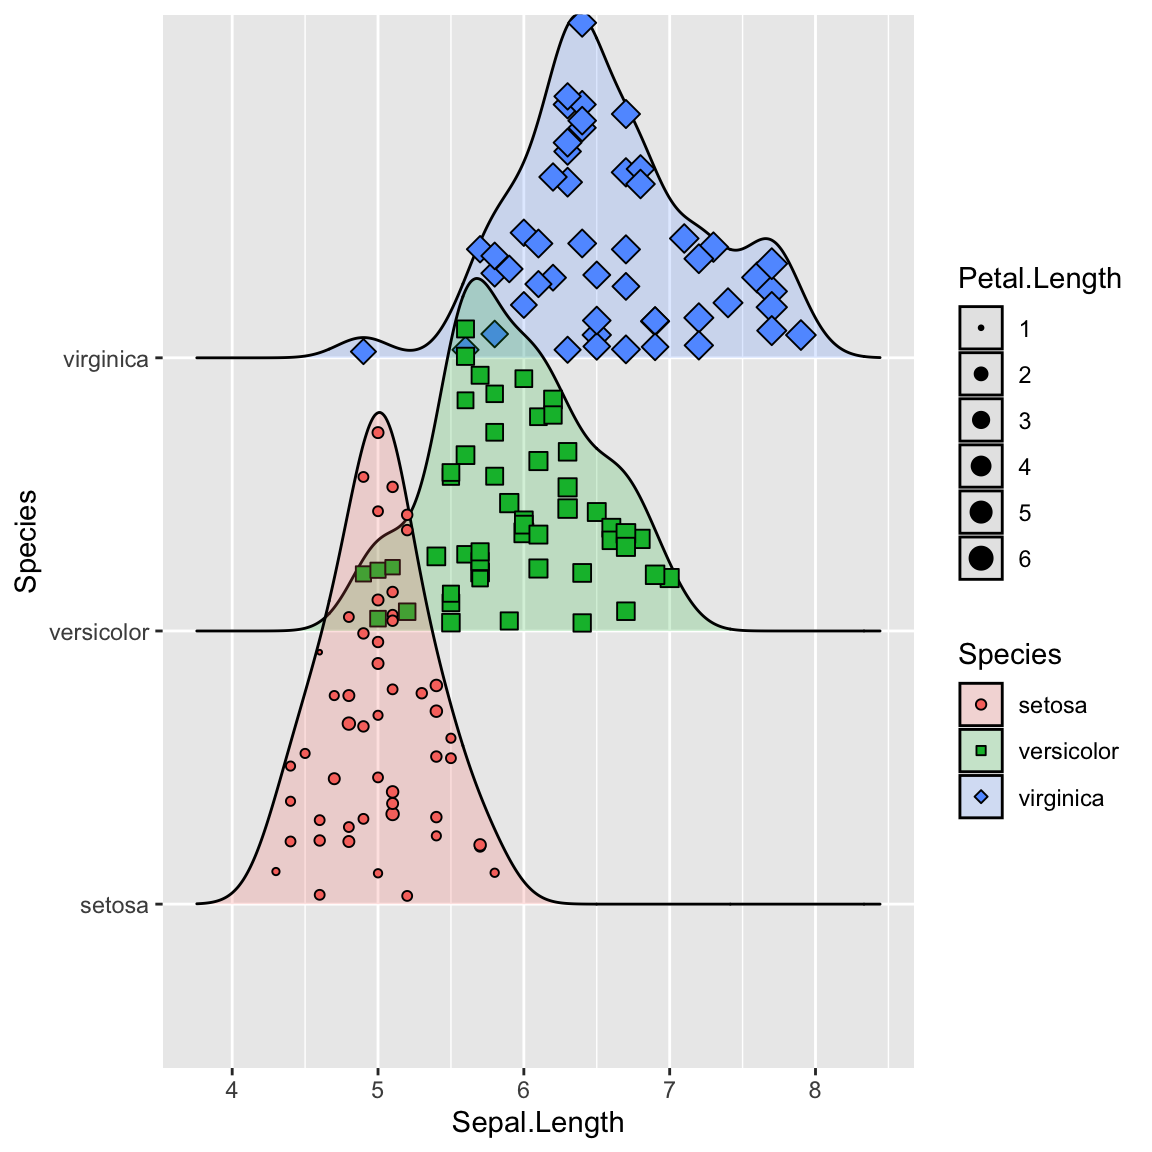 Species
virginica
versicolor
setosa
4 5 6 7 8
Sepal.Length
Petal.Length
1
2
3
4
5
6
Species
setosa
versicolor
virginica